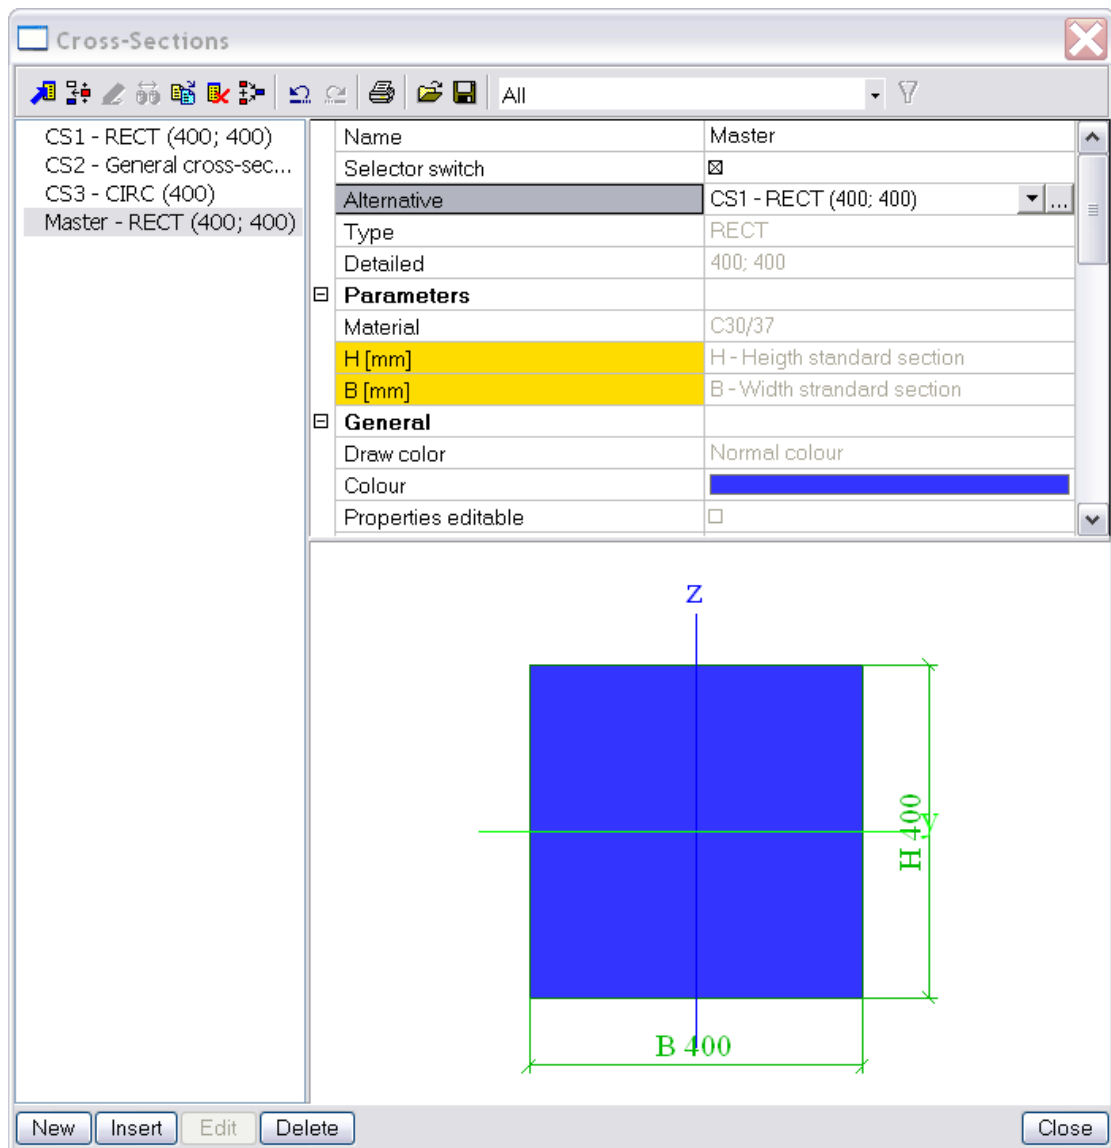 Cross-Sections
All
CS1 - RECT (400; 400)
CS2 - General cross-sec...
CS3 - CIRC (400)
Master - RECT (400; 400)
Name Master
Selector switch
Alternative CS1 - RECT (400; 400) ...
Type RECT
Detailed 400; 400
Parameters
Material C30/37
H [mm] H - Heigth standard section
B [mm] B - Width strandard section
General
Draw color Normal colour
Colour
Properties editable
z
y
H 400
B 400
New Insert Edit Delete Close